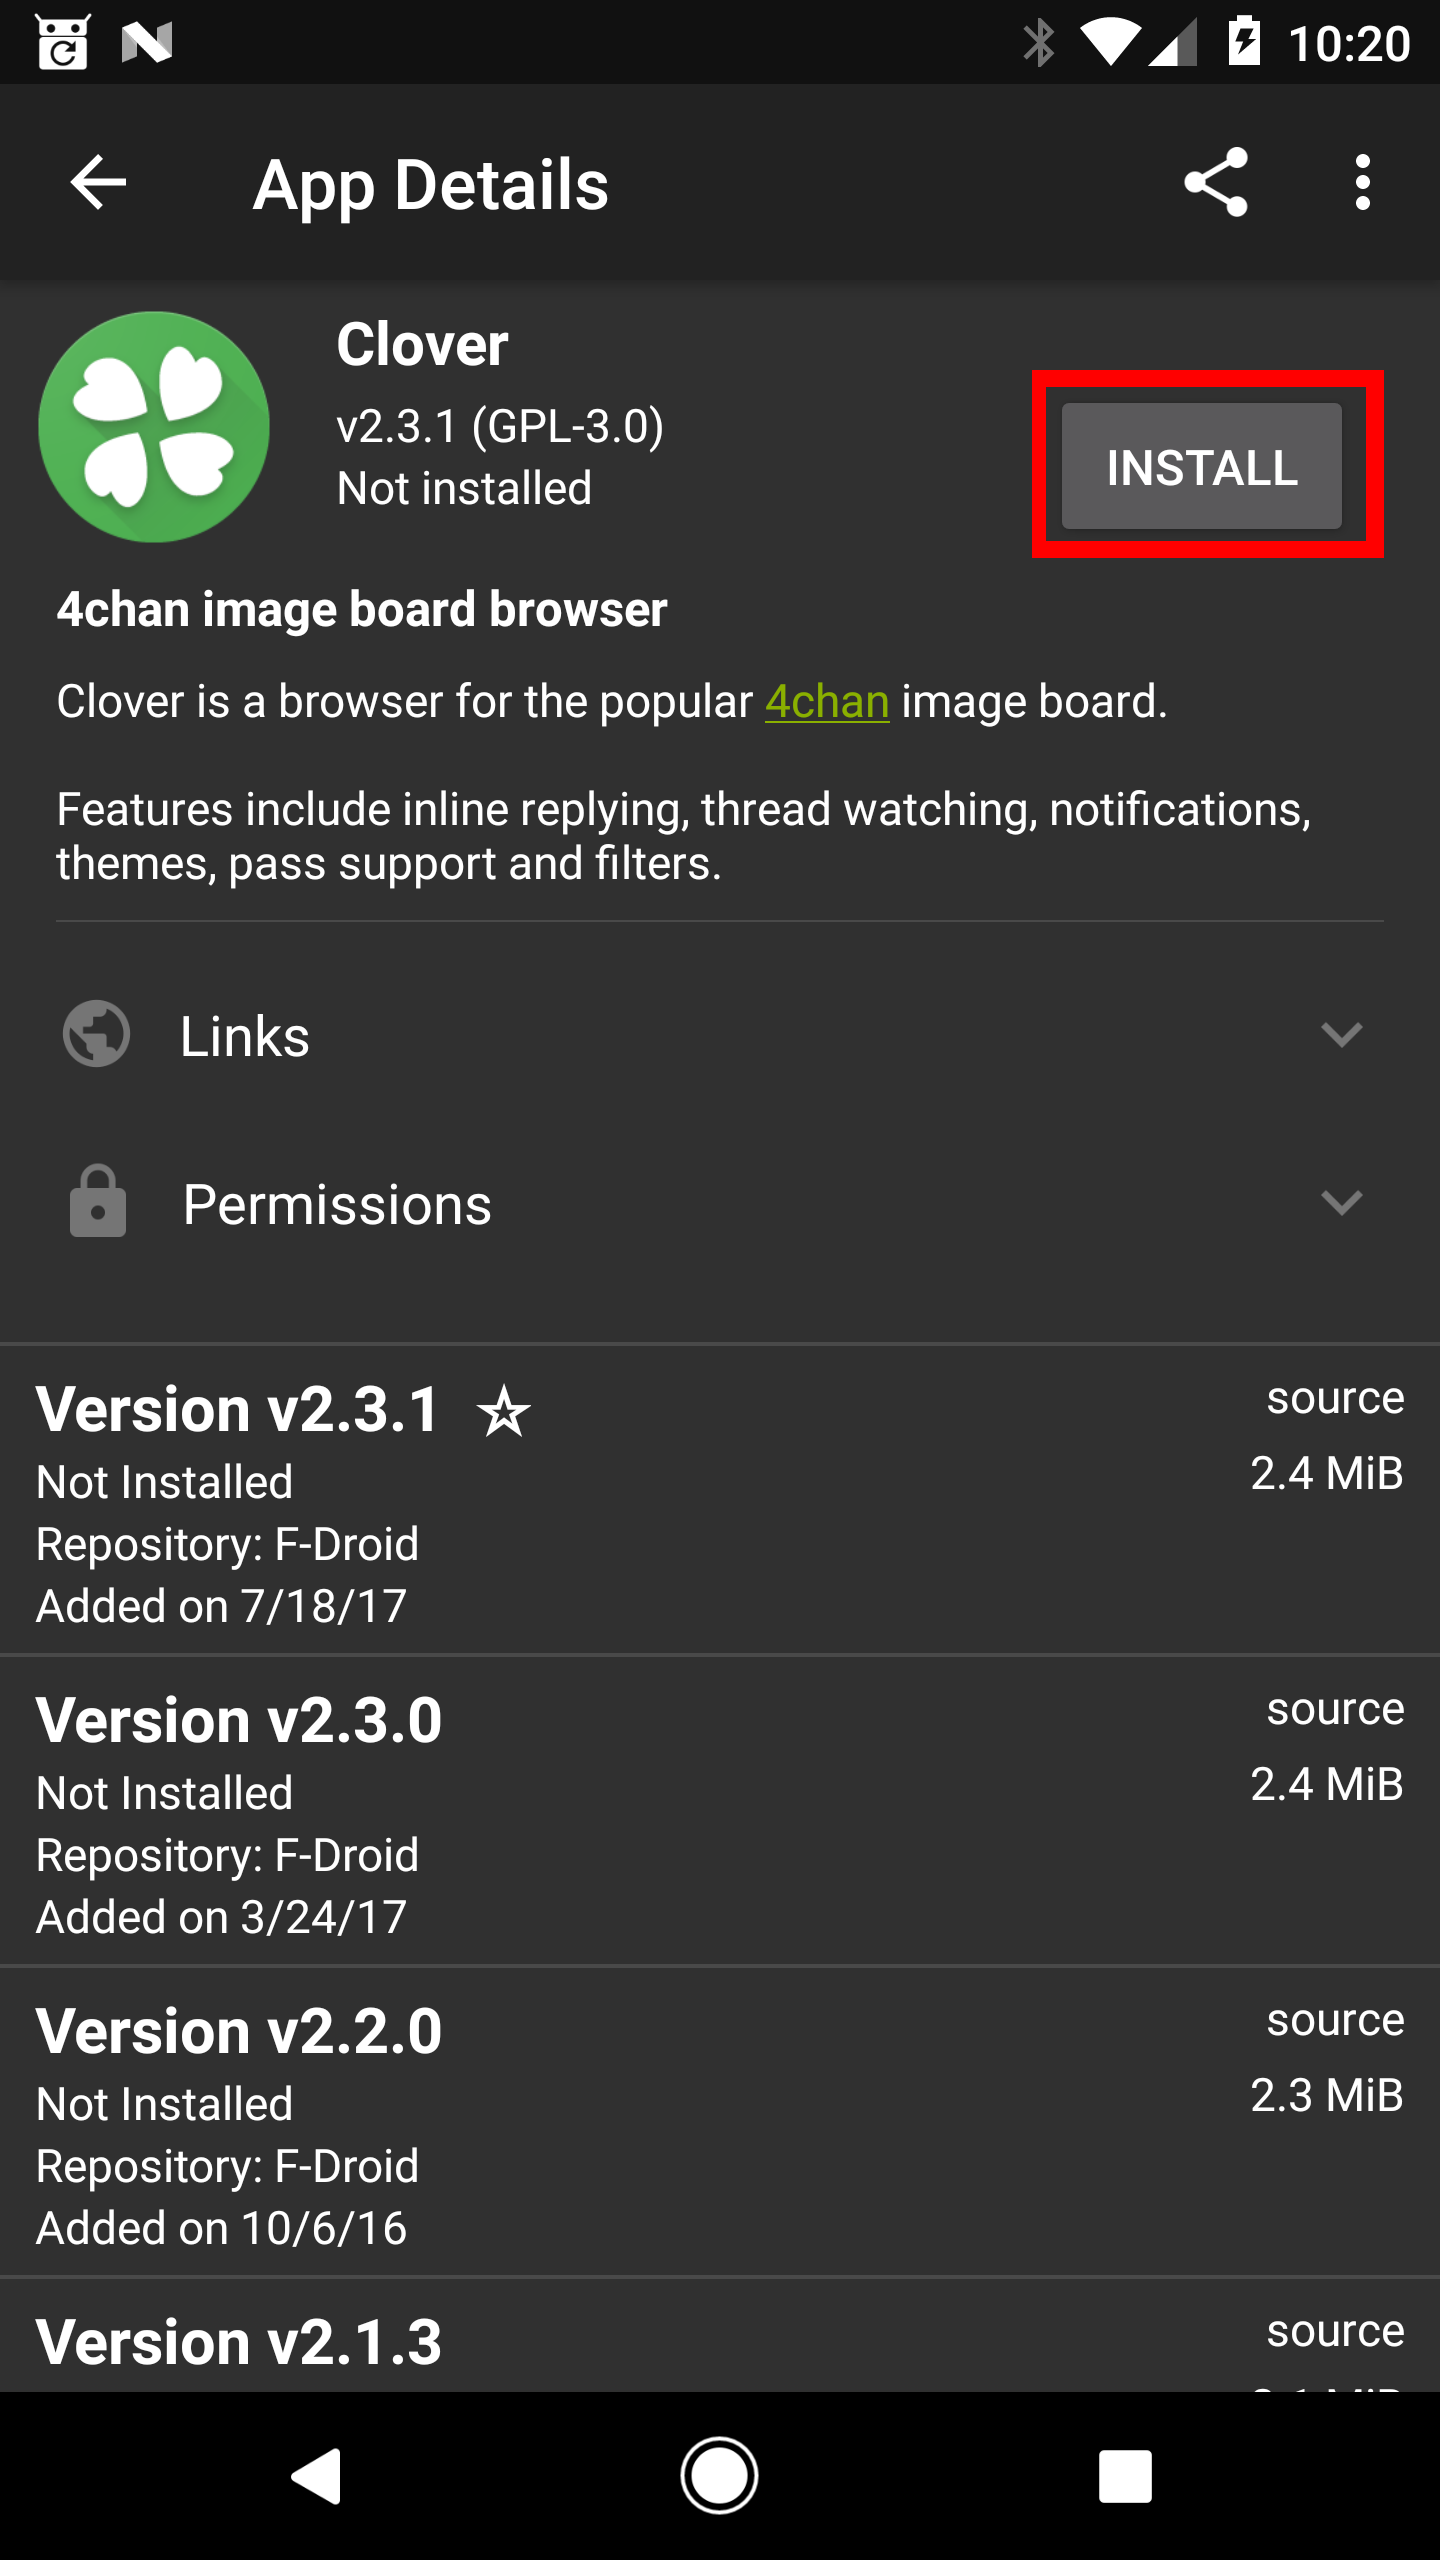 10:20
App Details
Clover
v2.3.1 (GPL-3.0)
Not installed
INSTALL
4chan image board browser
Clover is a browser for the popular 4chan image board.
Features include inline replying, thread watching, notifications,
themes, pass support and filters.
Links
Permissions
Version v2.3.1
source
Not Installed
2.4 MiB
Repository: F-Droid
Added on 7/18/17
Version v2.3.0
source
Not Installed
2.4 MiB
Repository: F-Droid
Added on 3/24/17
Version v2.2.0
source
Not Installed
2.3 MiB
Repository: F-Droid
Added on 10/6/16
Version v2.1.3
source